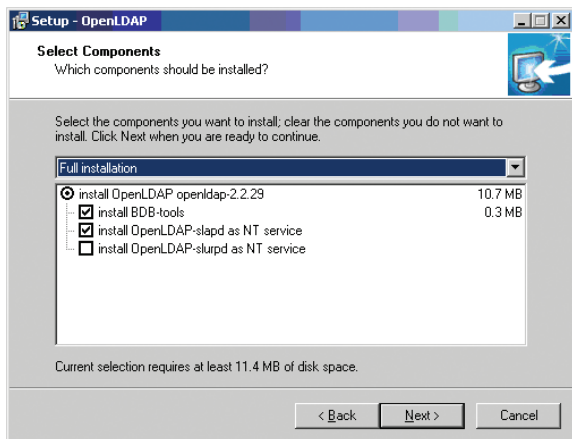 Setup - OpenLDAP
Select Components
Which components should be installed?
Select the components you want to install; clear the components you do not want to
install. Click Next when you are ready to continue.
Full installation
install OpenLDAP openldap-2.2.29 10.7 MB
install BDB-tools 0.3 MB
install OpenLDAP-slapd as NT service
install OpenLDAP-slurpd as NT service
Current selection requires at least 11.4 MB of disk space.
< Back Next > Cancel